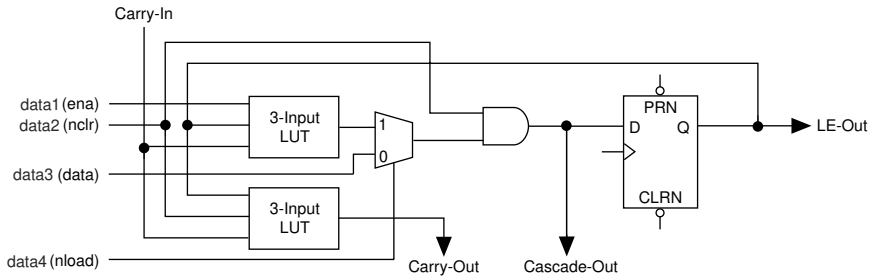 Carry-In
data1 (ena)
data2 (nclr)
3-Input
LUT
1
0
data3 (data)
3-Input
LUT
data4 (nload)
Carry-Out
Cascade-Out
PRN
D
Q
CLRN
LE-Out